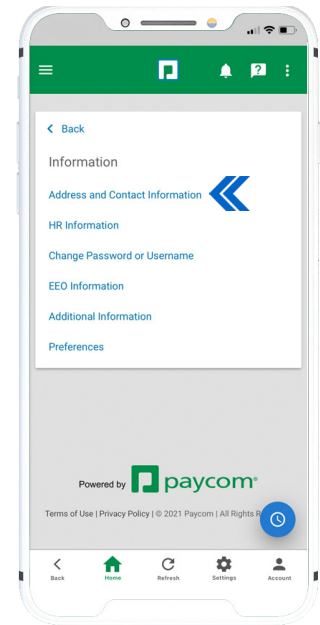 Back
Information
Address and Contact Information
HR Information
Change Password or Username
EEO Information
Additional Information
Preferences
Powered by paycom®
Terms of Use | Privacy Policy | © 2021 Paycom | All Rights
Back Home Refresh Settings Account